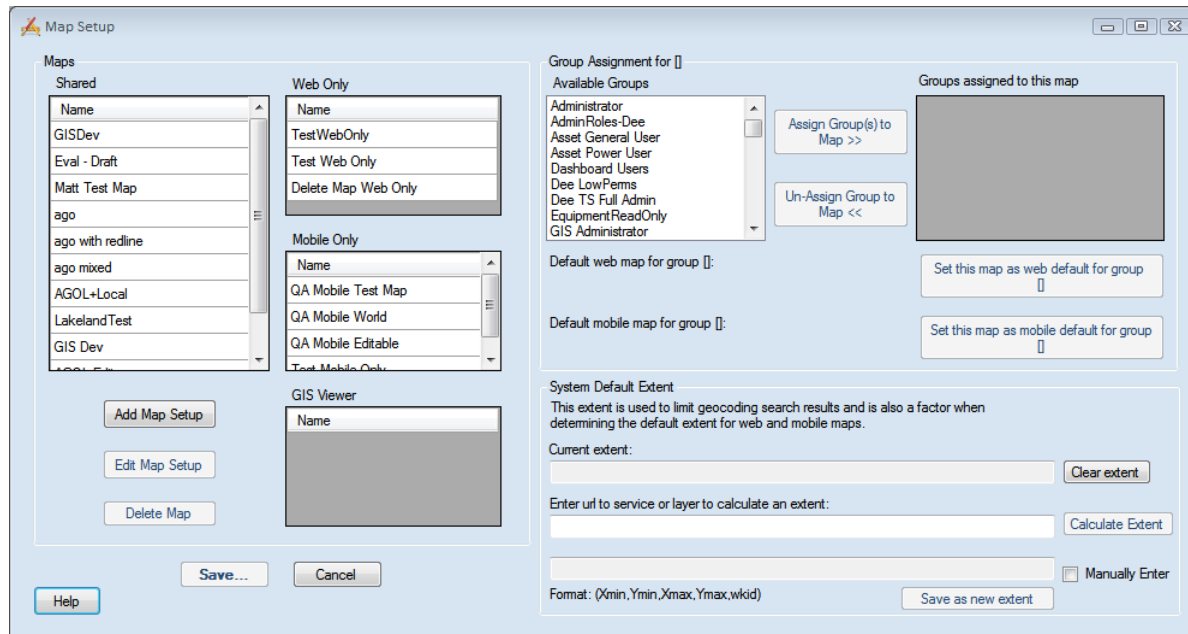 Map Setup
Maps
Shared
Name
GISDev
Eval - Draft
Matt Test Map
ago
ago with redline
ago mixed
AGOL+Local
LakelandTest
GIS Dev
Web Only
Name
TestWebOnly
Test Web Only
Delete Map Web Only
Mobile Only
Name
QA Mobile Test Map
QA Mobile World
QA Mobile Editable
Test Mobile Only
GIS Viewer
Name
Add Map Setup
Edit Map Setup
Delete Map
Save...
Cancel
Help
Group Assignment for []
Available Groups
Administrator
AdminRoles-Dee
Asset General User
Asset Power User
Dashboard Users
Dee LowPerms
Dee TS Full Admin
EquipmentReadOnly
GIS Administrator
Assign Group(s) to
Map >>
Un-Assign Group to
Map <<
Groups assigned to this map
Default web map for group []:
Set this map as web default for group
[]
Default mobile map for group []:
Set this map as mobile default for group
[]
System Default Extent
This extent is used to limit geocoding search results and is also a factor when
determining the default extent for web and mobile maps.
Current extent:
Clear extent
Enter url to service or layer to calculate an extent:
Calculate Extent
Manually Enter
Format: (Xmin,Ymin,Xmax,Ymax,wkid)
Save as new extent